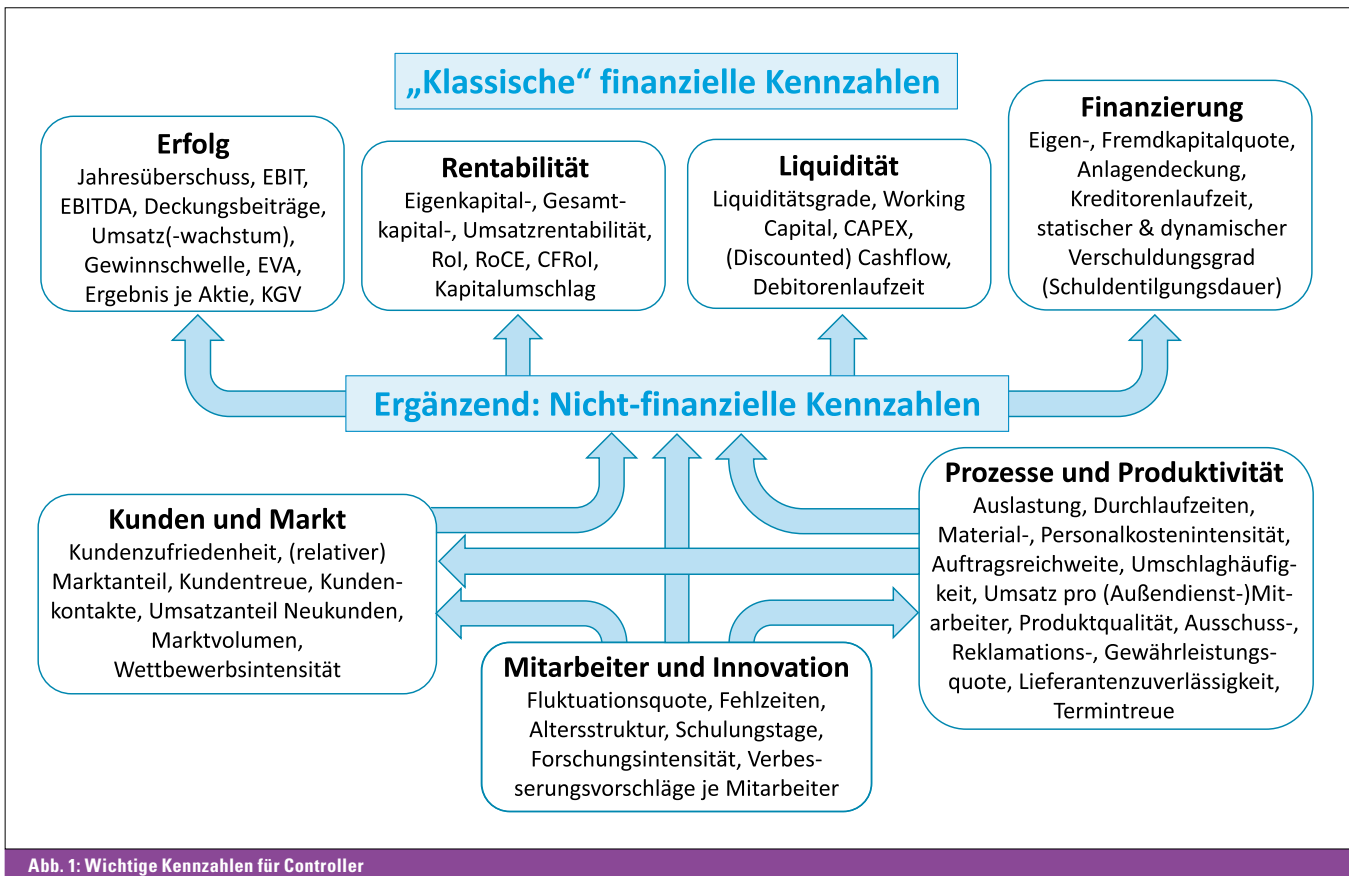 „Klassische“ finanzielle Kennzahlen
Erfolg
Jahresüberschuss, EBIT,
EBITDA, Deckungsbeiträge,
Umsatz(-wachstum),
Gewinnschwelle, EVA,
Ergebnis je Aktie, KGV
Rentabilität
Eigenkapital-, Gesamt-
kapital-, Umsatzrentabilität,
RoI, RoCE, CFRoI,
Kapitalumschlag
Liquidität
Liquiditätsgrade, Working
Capital, CAPEX,
(Discounted) Cashflow,
Debitorenlaufzeit
Finanzierung
Eigen-, Fremdkapitalquote,
Anlagendeckung,
Kreditorenlaufzeit,
statischer & dynamischer
Verschuldungsgrad
(Schuldentilgungsdauer)
Ergänzend: Nicht-finanzielle Kennzahlen
Kunden und Markt
Kundenzufriedenheit, (relativer)
Marktanteil, Kundentreue, Kunden-
kontakte, Umsatzanteil Neukunden,
Marktvolumen,
Wettbewerbsintensität
Mitarbeiter und Innovation
Fluktuationsquote, Fehlzeiten,
Altersstruktur, Schulungstage,
Forschungsintensität, Verbes-
serungsvorschläge je Mitarbeiter
Prozesse und Produktivität
Auslastung, Durchlaufzeiten,
Material-, Personalkostenintensität,
Auftragsreichweite, Umschlaghäufig-
keit, Umsatz pro (Außendienst-)Mit-
arbeiter, Produktqualität, Ausschuss-,
Reklamations-, Gewährleistungs-
quote, Lieferantenzuverlässigkeit,
Termintreue
Abb. 1: Wichtige Kennzahlen für Controller